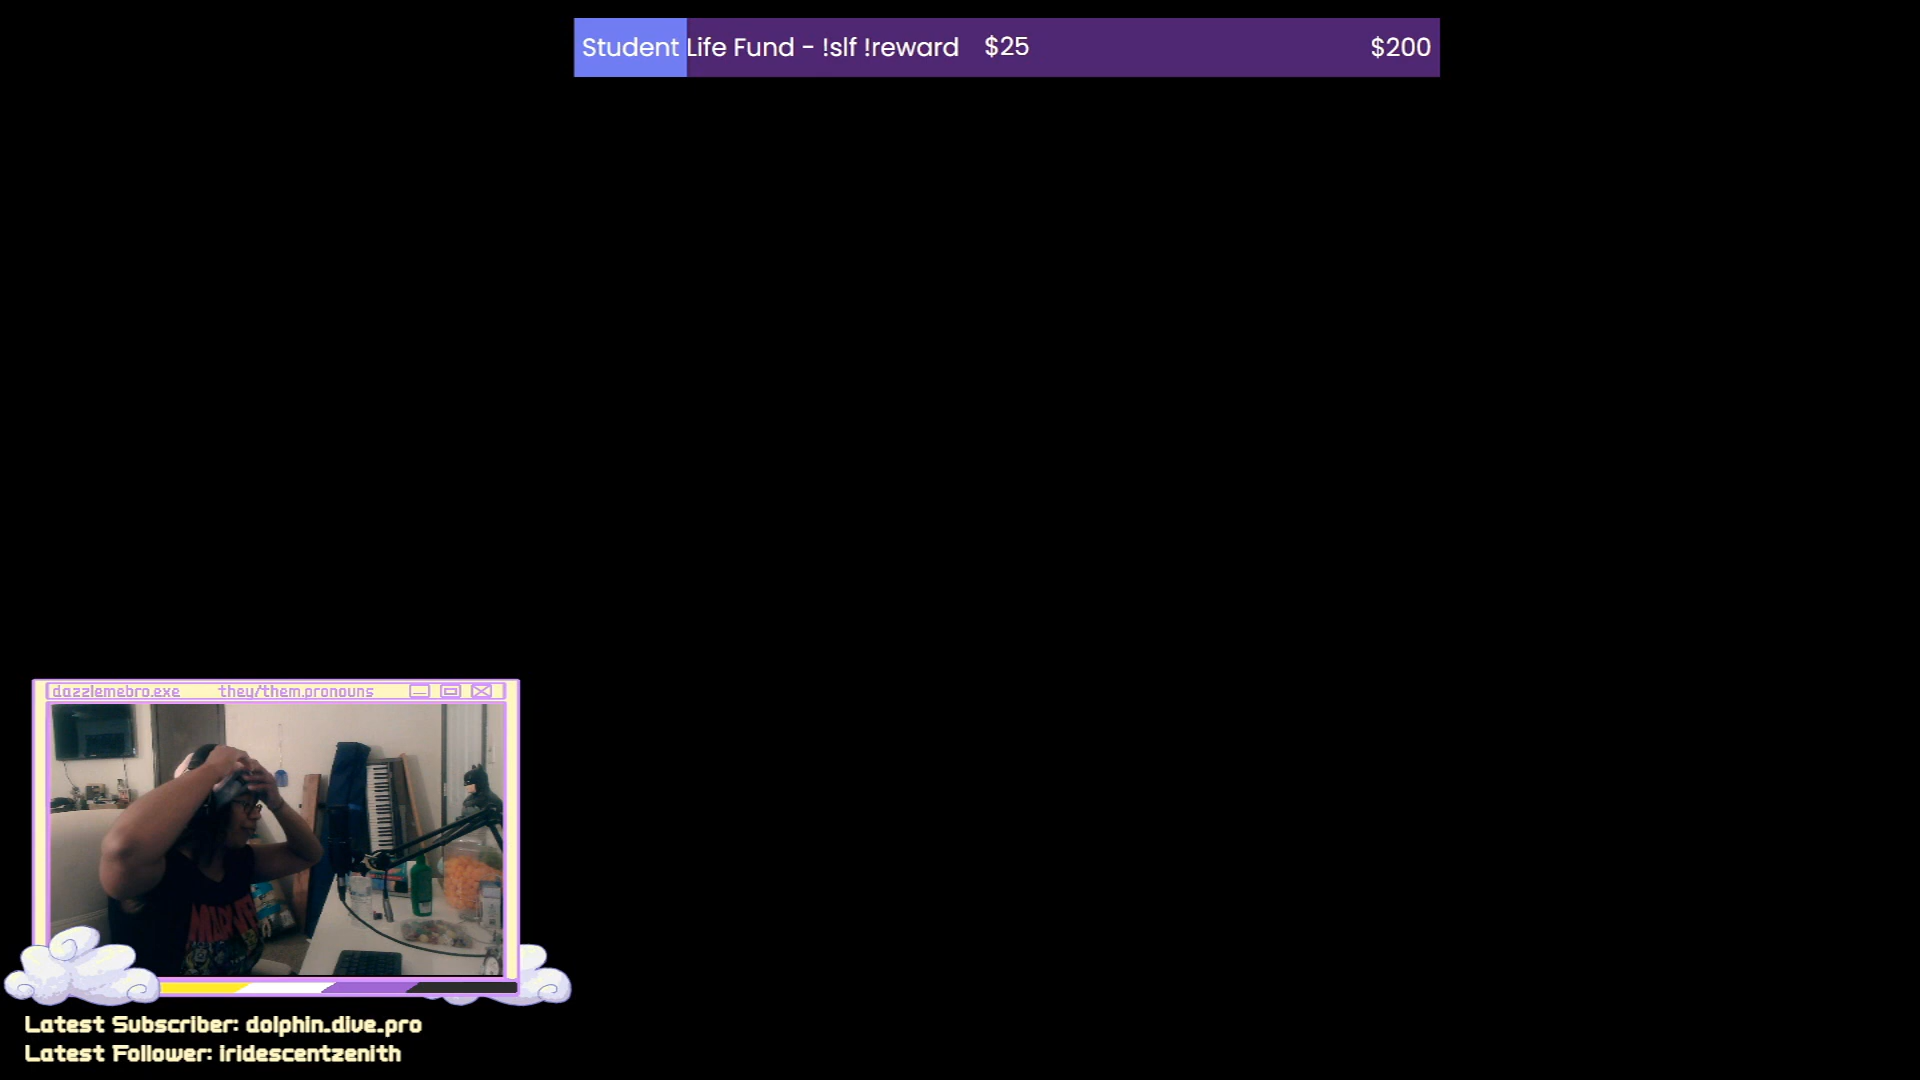 Student Life Fund - !slf !reward $25 $200
dazzlemebro.exe they/them.pronouns
Latest Subscriber: dolphin.dive.pro
Latest Follower: iridescentzenith